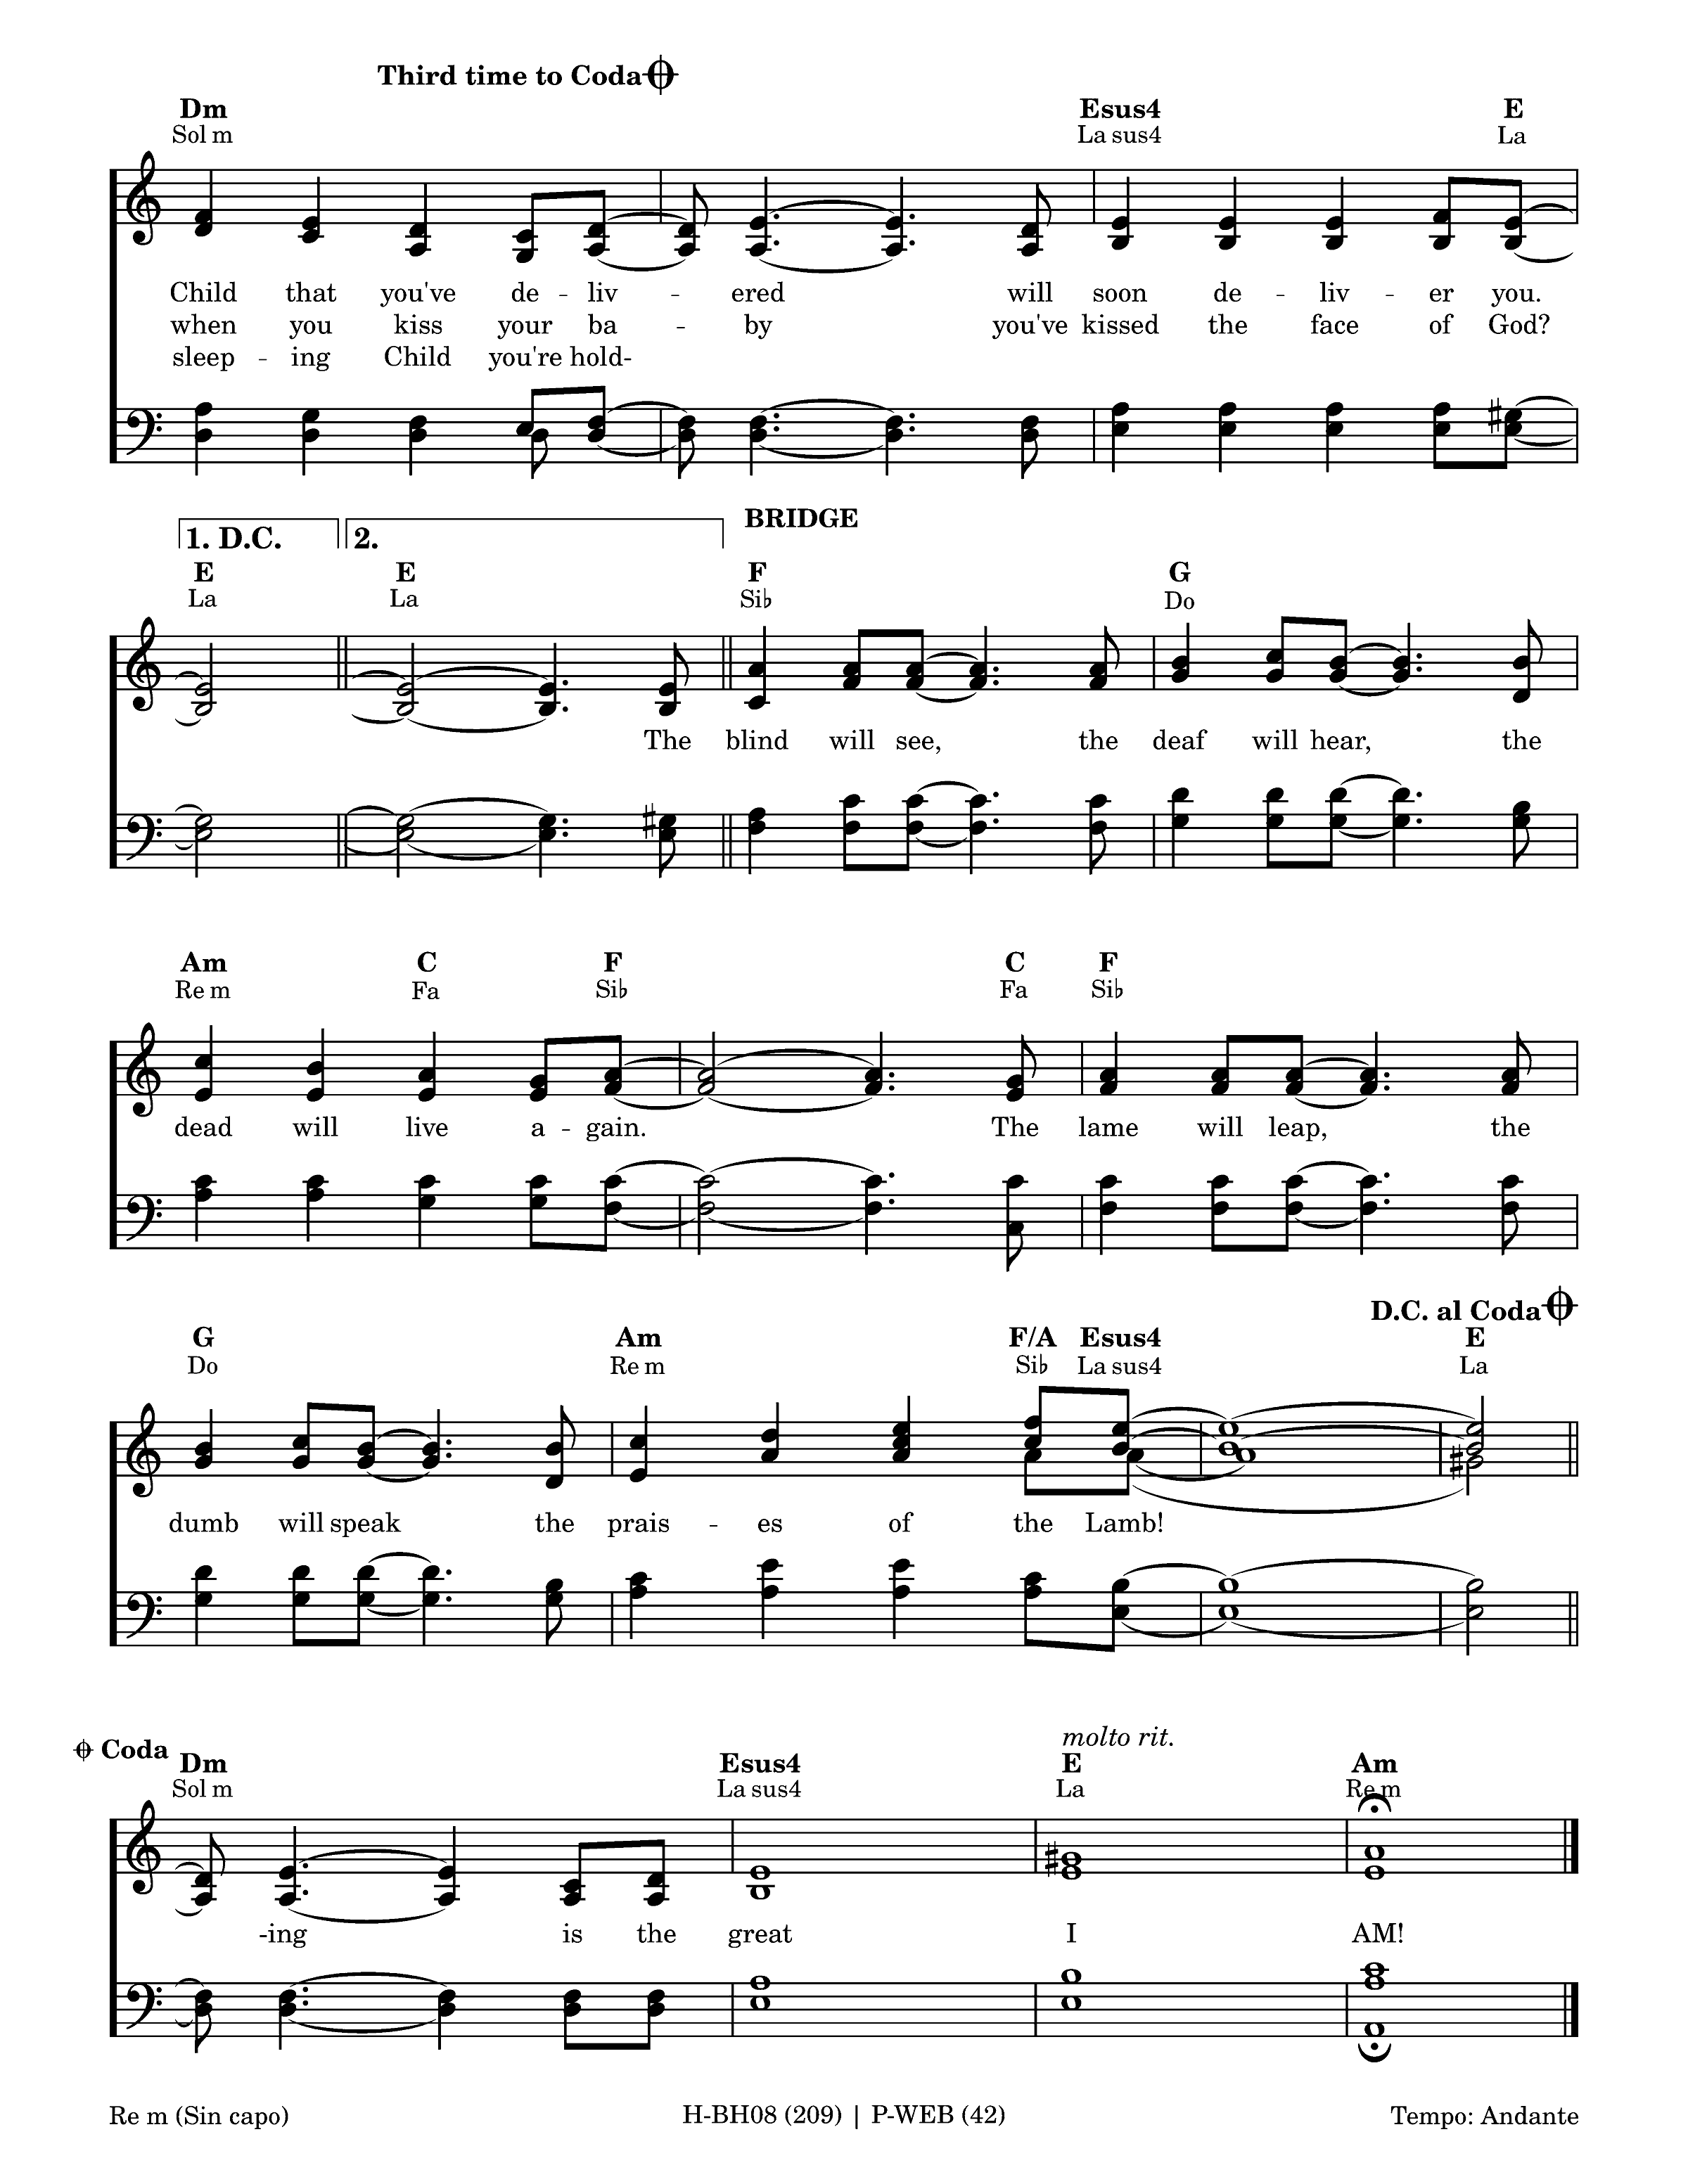 Third time to Coda
Dm Esus4 E
Sol m La sus4 La
Child that you've de -- liv -- ered will soon de -- liv -- er you.
when you kiss your ba -- by you've kissed the face of God?
sleep -- ing Child you're hold-
1. D.C. 2. BRIDGE
E E F G
La La Si♭ Do
The blind will see, the deaf will hear, the
Am C F C F
Re m Fa Si♭ Fa Si♭
dead will live a -- gain. The lame will leap, the
D.C. al Coda
G Am F/A Esus4 E
Do Re m Si♭ La sus4 La
dumb will speak the prais -- es of the Lamb!
molto rit.
Coda
Dm Esus4 E Am
Sol m La sus4 La Re m
-ing is the great I AM!
Re m (Sin capo) H-BH08 (209) | P-WEB (42) Tempo: Andante